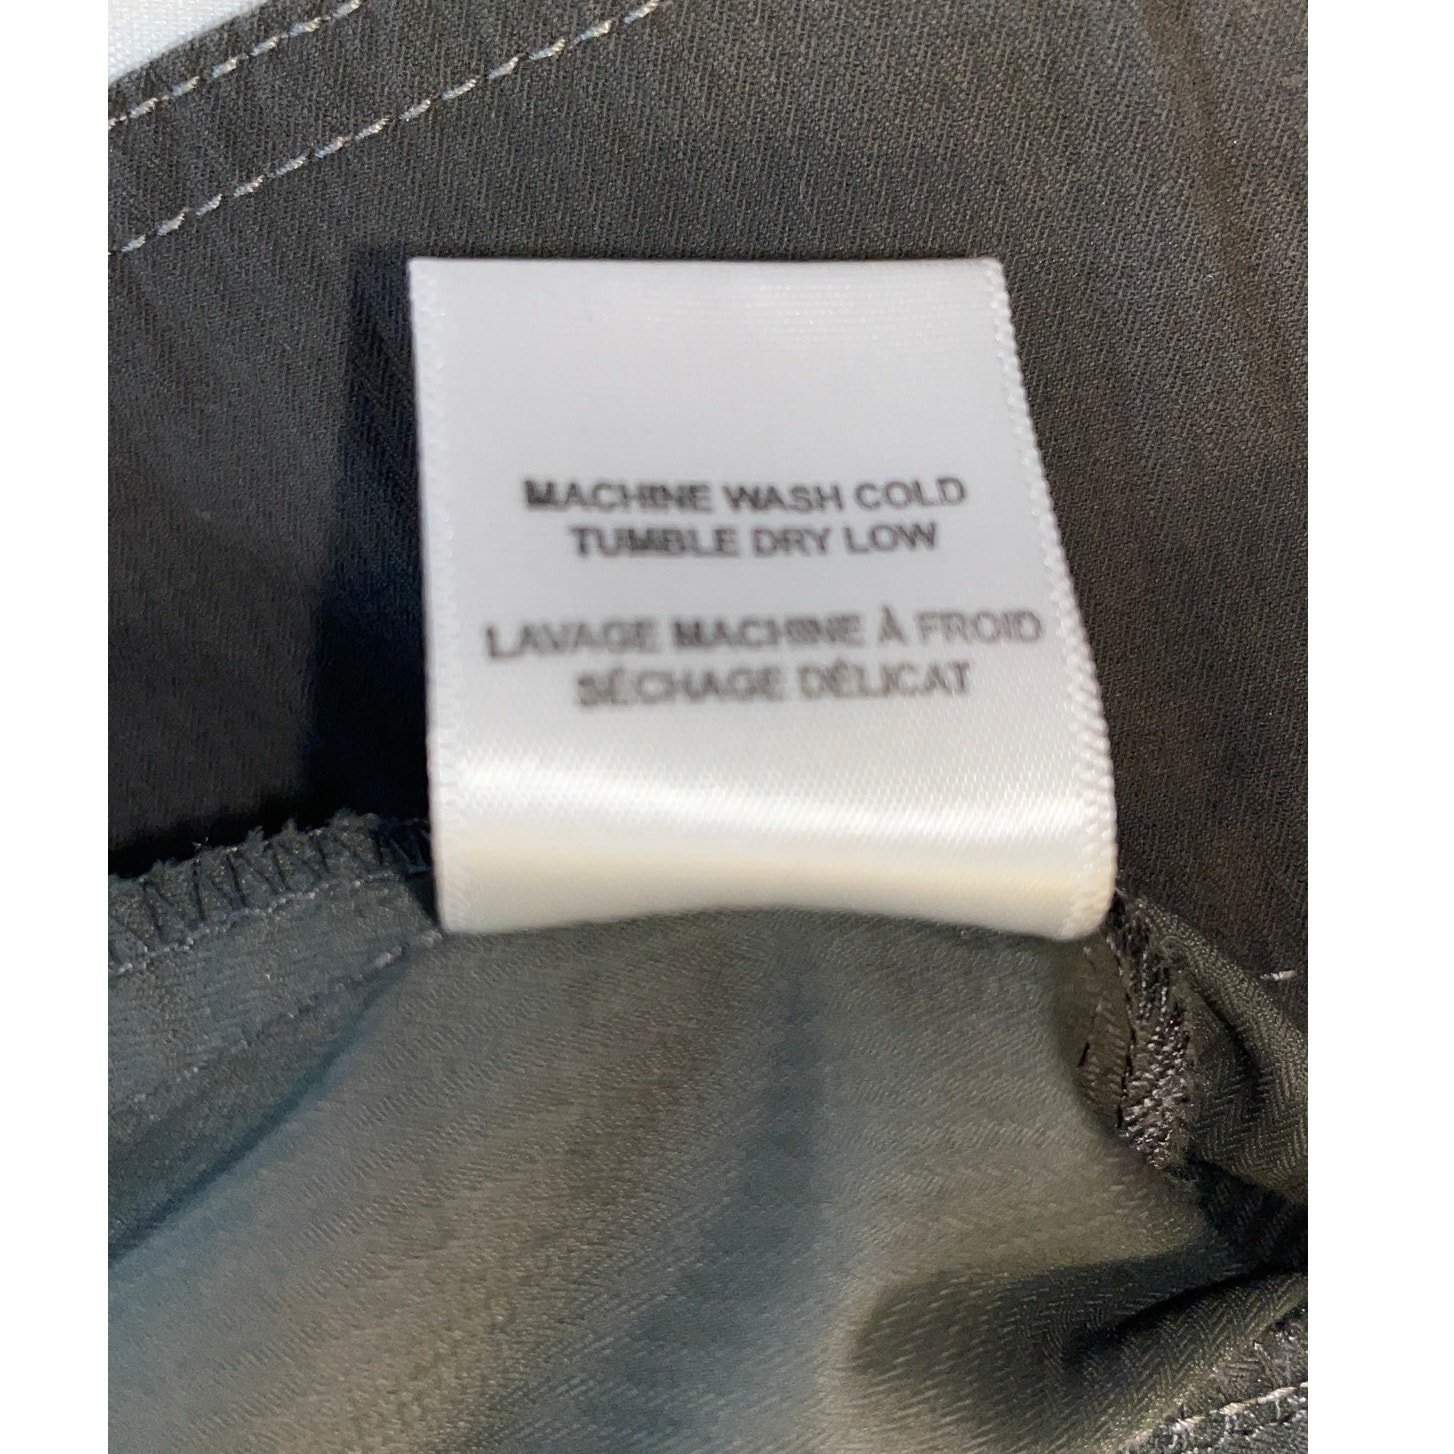 MACHINE WASH COLD
TUMBLE DRY LOW
LAVAGE MACHINE À FROID
SÉCHAGE DÉLICAT